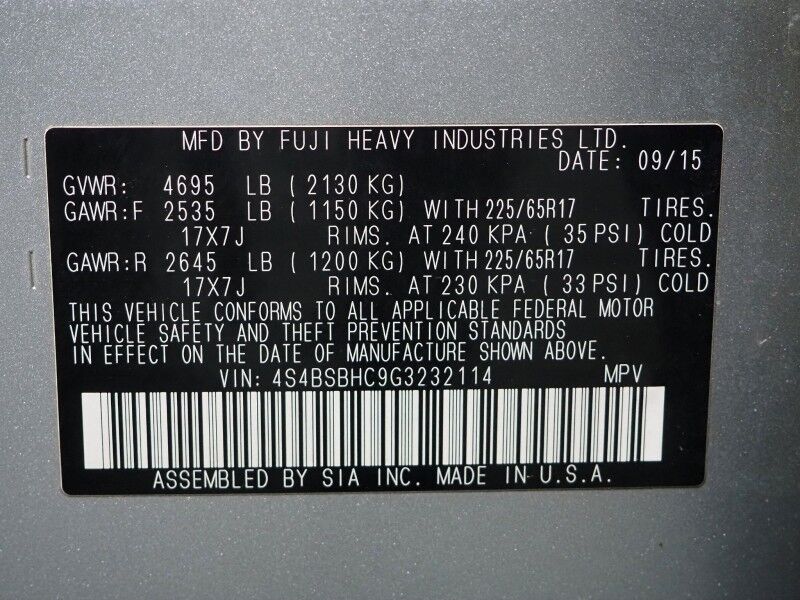 MFD BY FUJI HEAVY INDUSTRIES LTD.
DATE: 09/15
GVWR: 4695 LB ( 2130 KG)
GAWR:F 2535 LB ( 1150 KG) WITH 225/65R17 TIRES.
17X7J RIMS. AT 240 KPA ( 35 PSI) COLD
GAWR:R 2645 LB ( 1200 KG) WITH 225/65R17 TIRES.
17X7J RIMS. AT 230 KPA ( 33 PSI) COLD
THIS VEHICLE CONFORMS TO ALL APPLICABLE FEDERAL MOTOR
VEHICLE SAFETY AND THEFT PREVENTION STANDARDS
IN EFFECT ON THE DATE OF MANUFACTURE SHOWN ABOVE.
VIN: 4S4BSBHC9G3232114 MPV
ASSEMBLED BY SIA INC. MADE IN U.S.A.